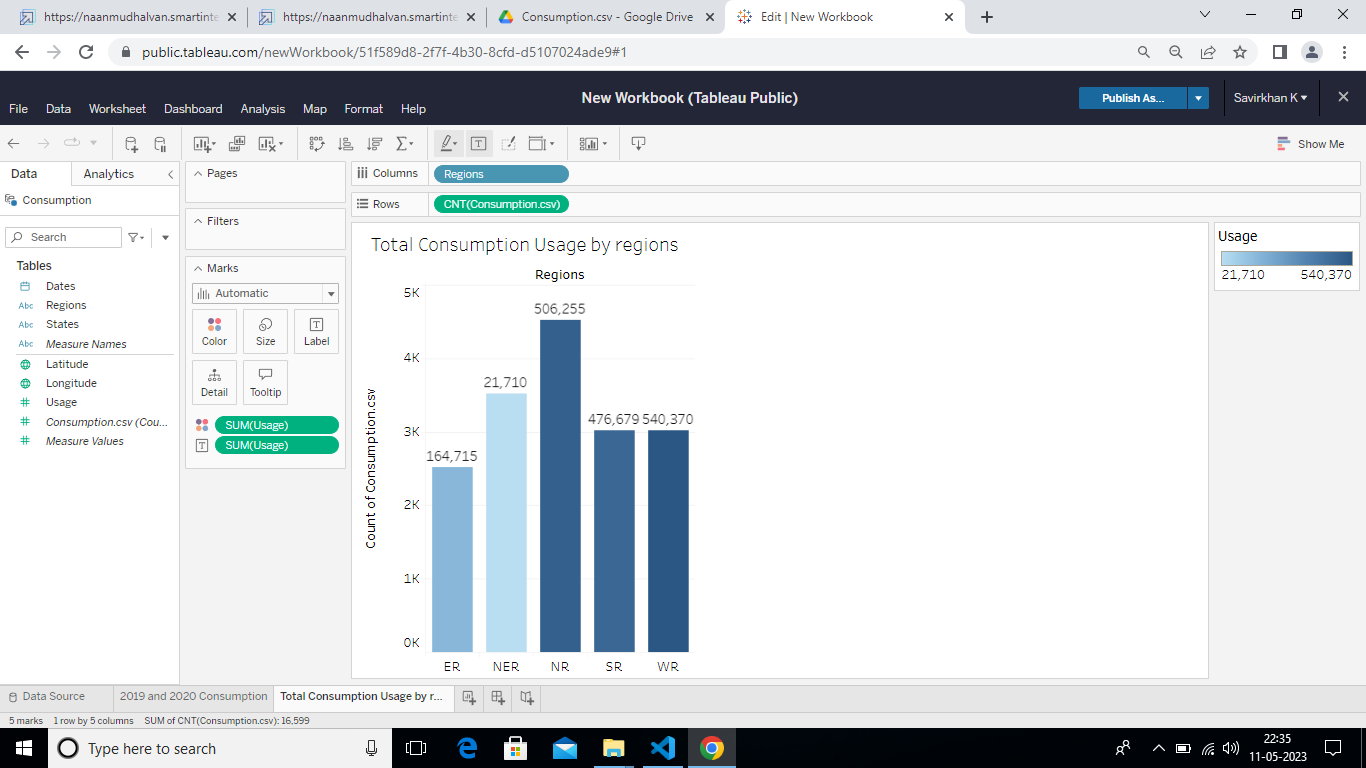 https://naanmudhalvan.smartinte
https://naanmudhalvan.smartinte
Consumption.csv - Google Drive
Edit | New Workbook
public.tableau.com/newWorkbook/51f589d8-2f7f-4b30-8cfd-d5107024ade9#1
New Workbook (Tableau Public)
Publish As...
Savirkhan K
File Data Worksheet Dashboard Analysis Map Format Help
Show Me
Data
Analytics
Consumption
Search
Tables
Dates
Abc Regions
Abc States
Abc Measure Names
Latitude
Longitude
Usage
Consumption.csv (Cou...
Measure Values
Pages
Filters
Marks
Automatic
Color Size Label
Detail Tooltip
SUM(Usage)
SUM(Usage)
Columns Regions
Rows CNT(Consumption.csv)
Total Consumption Usage by regions
Regions
Count of Consumption.csv
5K
4K
3K
2K
1K
0K
506,255
21,710
476,679 540,370
164,715
ER NER NR SR WR
Usage
21,710 540,370
Data Source 2019 and 2020 Consumption Total Consumption Usage by r...
5 marks 1 row by 5 columns SUM of CNT(Consumption.csv): 16,599
Type here to search
22:35
11-05-2023